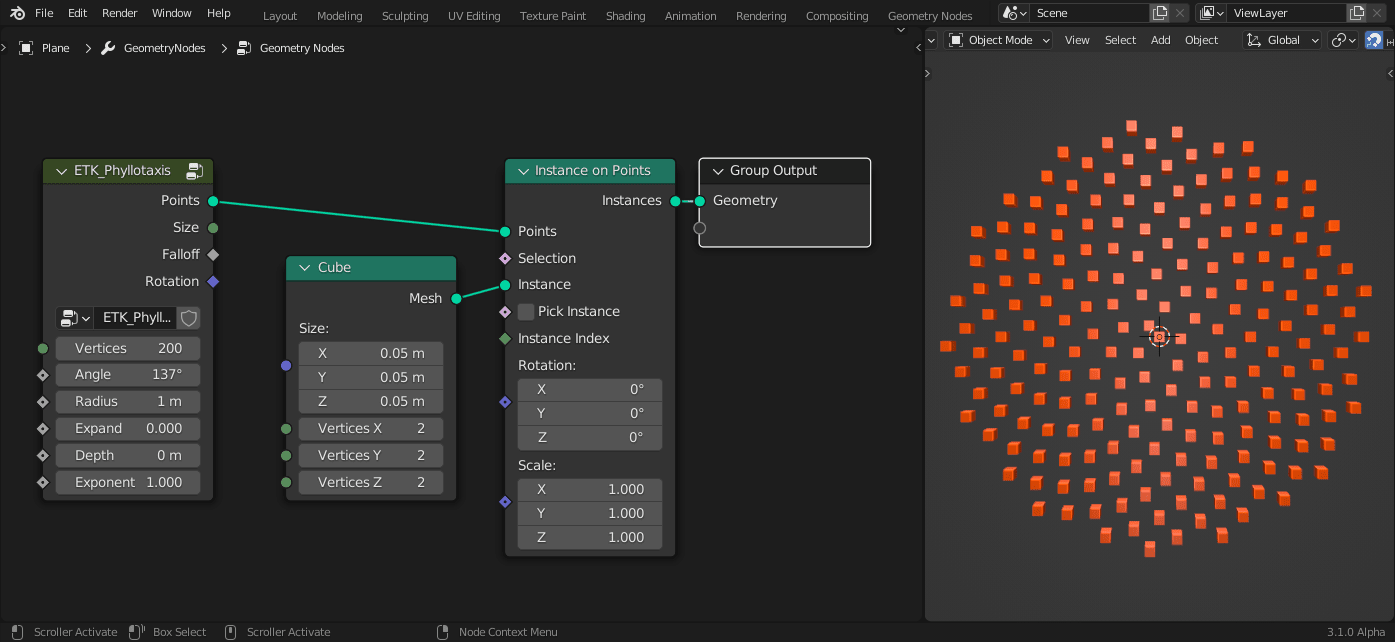 File Edit Render Window Help Layout Modeling Sculpting UV Editing Texture Paint Shading Animation Rendering Compositing Geometry Nodes Scene ViewLayer
Plane GeometryNodes Geometry Nodes
Object Mode View Select Add Object Global
ETK_Phyllotaxis
Points
Size
Falloff
Rotation
ETK_Phyll...
Vertices 200
Angle 137°
Radius 1 m
Expand 0.000
Depth 0 m
Exponent 1.000
Cube
Mesh
Size:
X 0.05 m
Y 0.05 m
Z 0.05 m
Vertices X 2
Vertices Y 2
Vertices Z 2
Instance on Points
Instances
Points
Selection
Instance
Pick Instance
Instance Index
Rotation:
X 0°
Y 0°
Z 0°
Scale:
X 1.000
Y 1.000
Z 1.000
Group Output
Geometry
Scroller Activate Box Select Scroller Activate Node Context Menu 3.1.0 Alpha